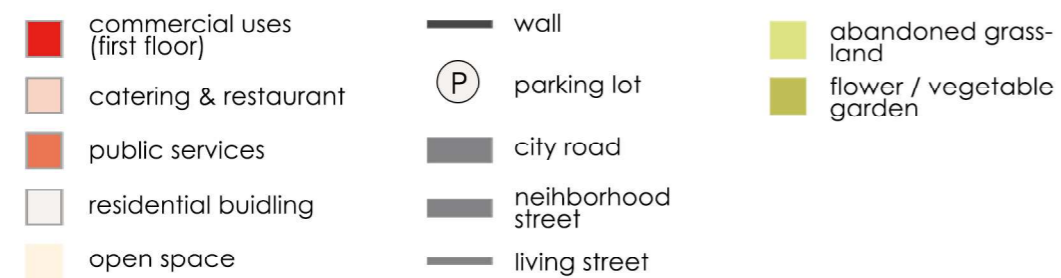 commercial uses
(first floor)
catering & restaurant
public services
residential buidling
open space
wall
P
parking lot
city road
neihborhood
street
living street
abandoned grass-
land
flower / vegetable
garden